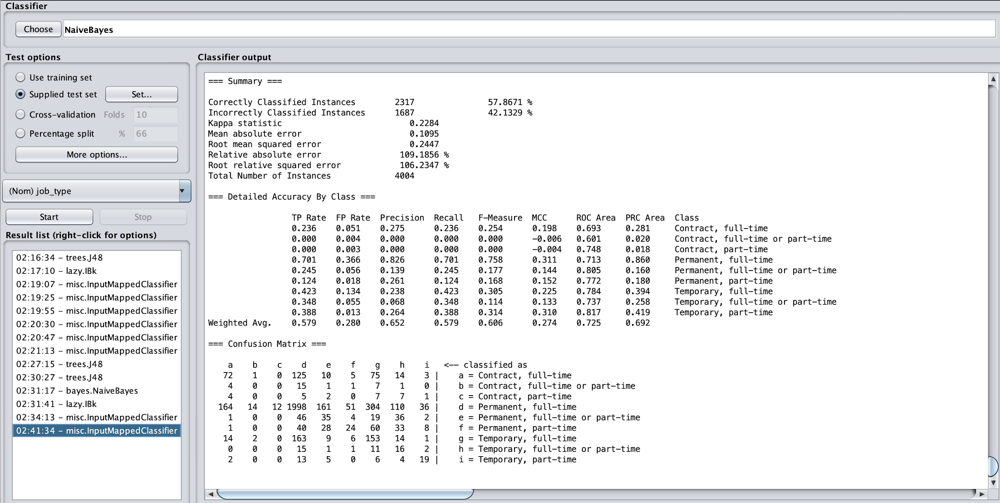 Classifier
Choose NaiveBayes
Test options
Use training set
Supplied test set Set...
Cross-validation Folds 10
Percentage split % 66
More options...
(Nom) job_type
Start Stop
Result list (right-click for options)
02:16:34 - trees.J48
02:17:10 - lazy.IBk
02:19:07 - misc.InputMappedClassifier
02:19:25 - misc.InputMappedClassifier
02:19:55 - misc.InputMappedClassifier
02:20:30 - misc.InputMappedClassifier
02:20:47 - misc.InputMappedClassifier
02:21:13 - misc.InputMappedClassifier
02:27:15 - trees.J48
02:30:27 - trees.J48
02:31:17 - bayes.NaiveBayes
02:31:41 - lazy.IBk
02:34:13 - misc.InputMappedClassifier
02:41:34 - misc.InputMappedClassifier
Classifier output
=== Summary ===
Correctly Classified Instances 2317 57.8671 %
Incorrectly Classified Instances 1687 42.1329 %
Kappa statistic 0.2284
Mean absolute error 0.1095
Root mean squared error 0.2447
Relative absolute error 109.1856 %
Root relative squared error 106.2347 %
Total Number of Instances 4004
=== Detailed Accuracy By Class ===
TP Rate FP Rate Precision Recall F-Measure MCC ROC Area PRC Area Class
0.236 0.051 0.275 0.236 0.254 0.198 0.693 0.281 Contract, full-time
0.000 0.004 0.000 0.000 0.000 -0.006 0.601 0.020 Contract, full-time or part-time
0.000 0.003 0.000 0.000 0.000 -0.004 0.748 0.018 Contract, part-time
0.701 0.366 0.826 0.701 0.758 0.311 0.713 0.860 Permanent, full-time
0.245 0.056 0.139 0.245 0.177 0.144 0.805 0.160 Permanent, full-time or part-time
0.124 0.018 0.261 0.124 0.168 0.152 0.772 0.180 Permanent, part-time
0.423 0.134 0.238 0.423 0.305 0.225 0.784 0.394 Temporary, full-time
0.348 0.055 0.068 0.348 0.114 0.133 0.737 0.258 Temporary, full-time or part-time
0.388 0.013 0.264 0.388 0.314 0.310 0.817 0.419 Temporary, part-time
Weighted Avg. 0.579 0.280 0.652 0.579 0.606 0.274 0.725 0.692
=== Confusion Matrix ===
a b c d e f g h i <-- classified as
72 1 0 125 10 5 75 14 3 | a = Contract, full-time
4 0 0 15 1 1 7 1 0 | b = Contract, full-time or part-time
4 0 0 5 2 0 7 7 1 | c = Contract, part-time
164 14 12 1998 161 51 304 110 36 | d = Permanent, full-time
1 0 0 46 35 4 19 36 2 | e = Permanent, full-time or part-time
1 0 0 40 28 24 60 33 8 | f = Permanent, part-time
14 2 0 163 9 6 153 14 1 | g = Temporary, full-time
0 0 0 15 1 1 11 16 2 | h = Temporary, full-time or part-time
2 0 0 13 5 0 6 4 19 | i = Temporary, part-time